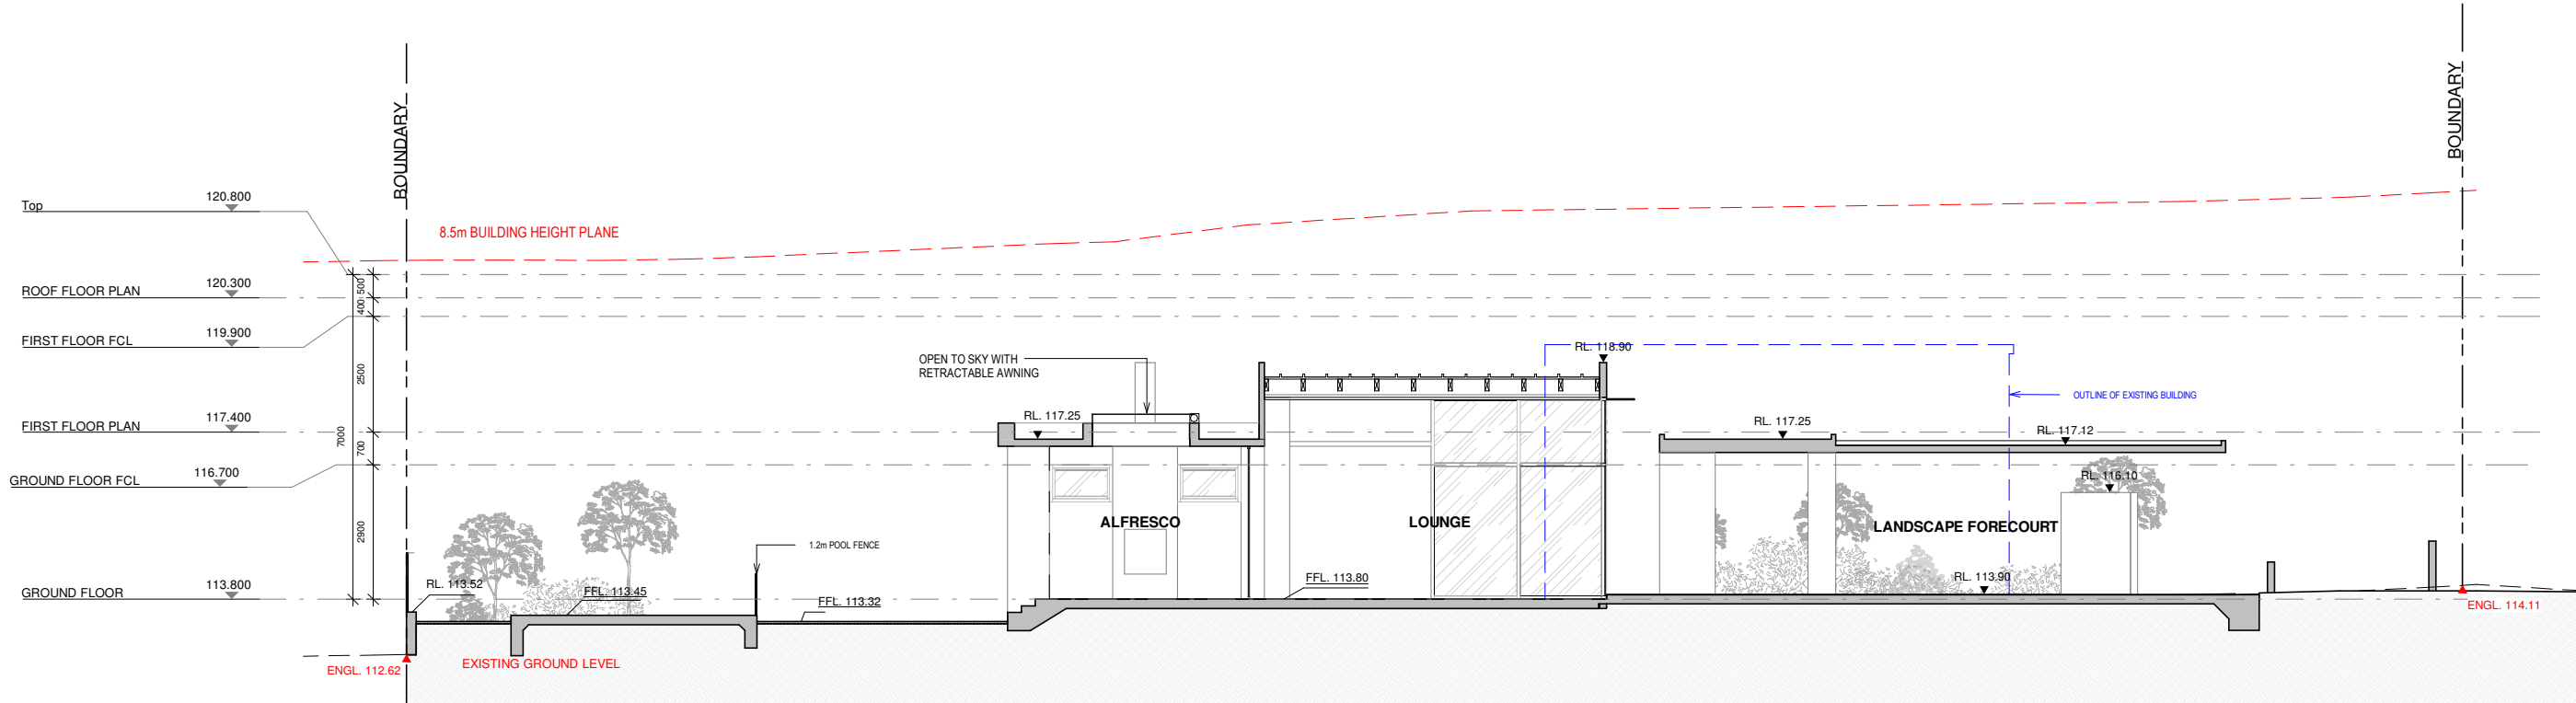 BOUNDARY
BOUNDARY
Top 120.800
8.5m BUILDING HEIGHT PLANE
ROOF FLOOR PLAN 120.300
500
400
FIRST FLOOR FCL 119.900
2500
OPEN TO SKY WITH
RETRACTABLE AWNING
RL. 118.90
OUTLINE OF EXISTING BUILDING
FIRST FLOOR PLAN 117.400
7000
700
RL. 117.25
RL. 117.25
RL. 117.12
GROUND FLOOR FCL 116.700
RL. 116.10
2900
ALFRESCO
LOUNGE
LANDSCAPE FORECOURT
1.2m POOL FENCE
GROUND FLOOR 113.800
RL. 113.52
FFL. 113.45
FFL. 113.32
FFL. 113.80
RL. 113.90
ENGL. 114.11
ENGL. 112.62
EXISTING GROUND LEVEL